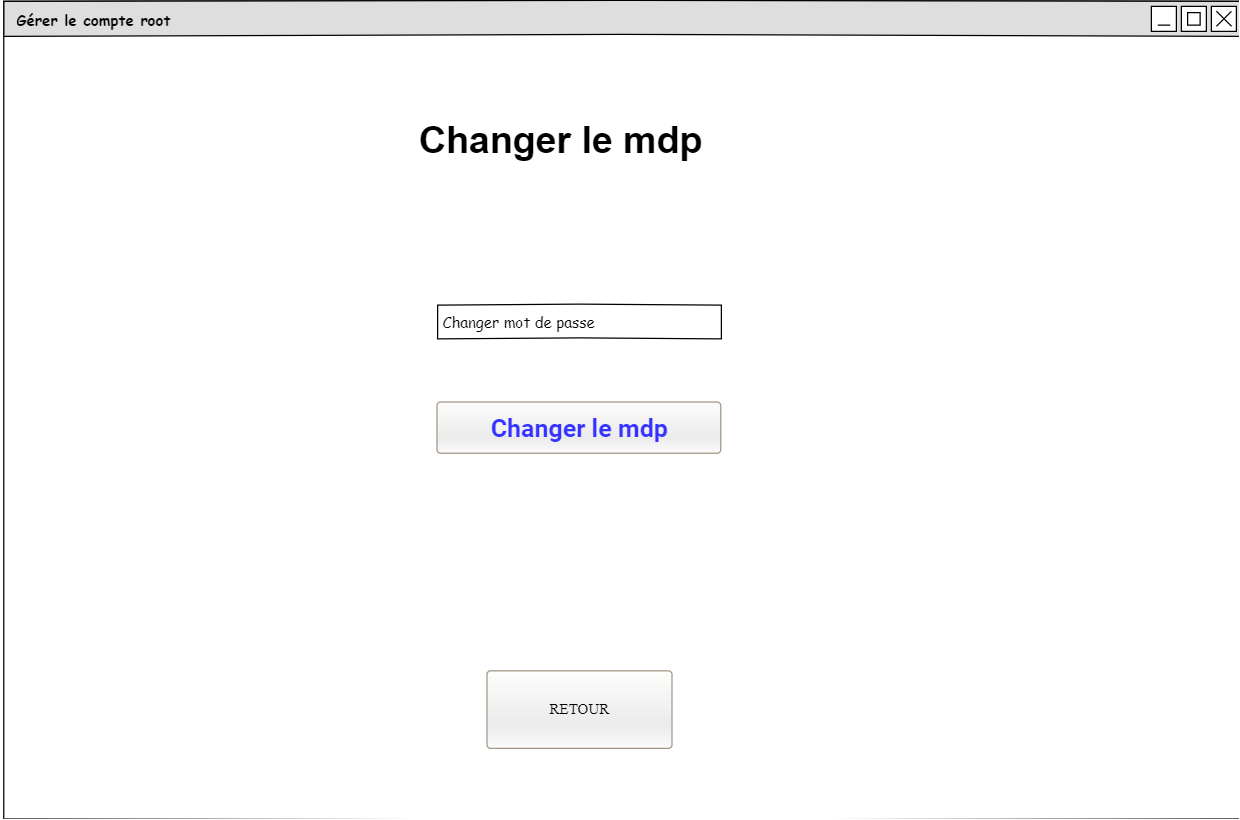 Gérer le compte root
Changer le mdp
Changer mot de passe
Changer le mdp
RETOUR